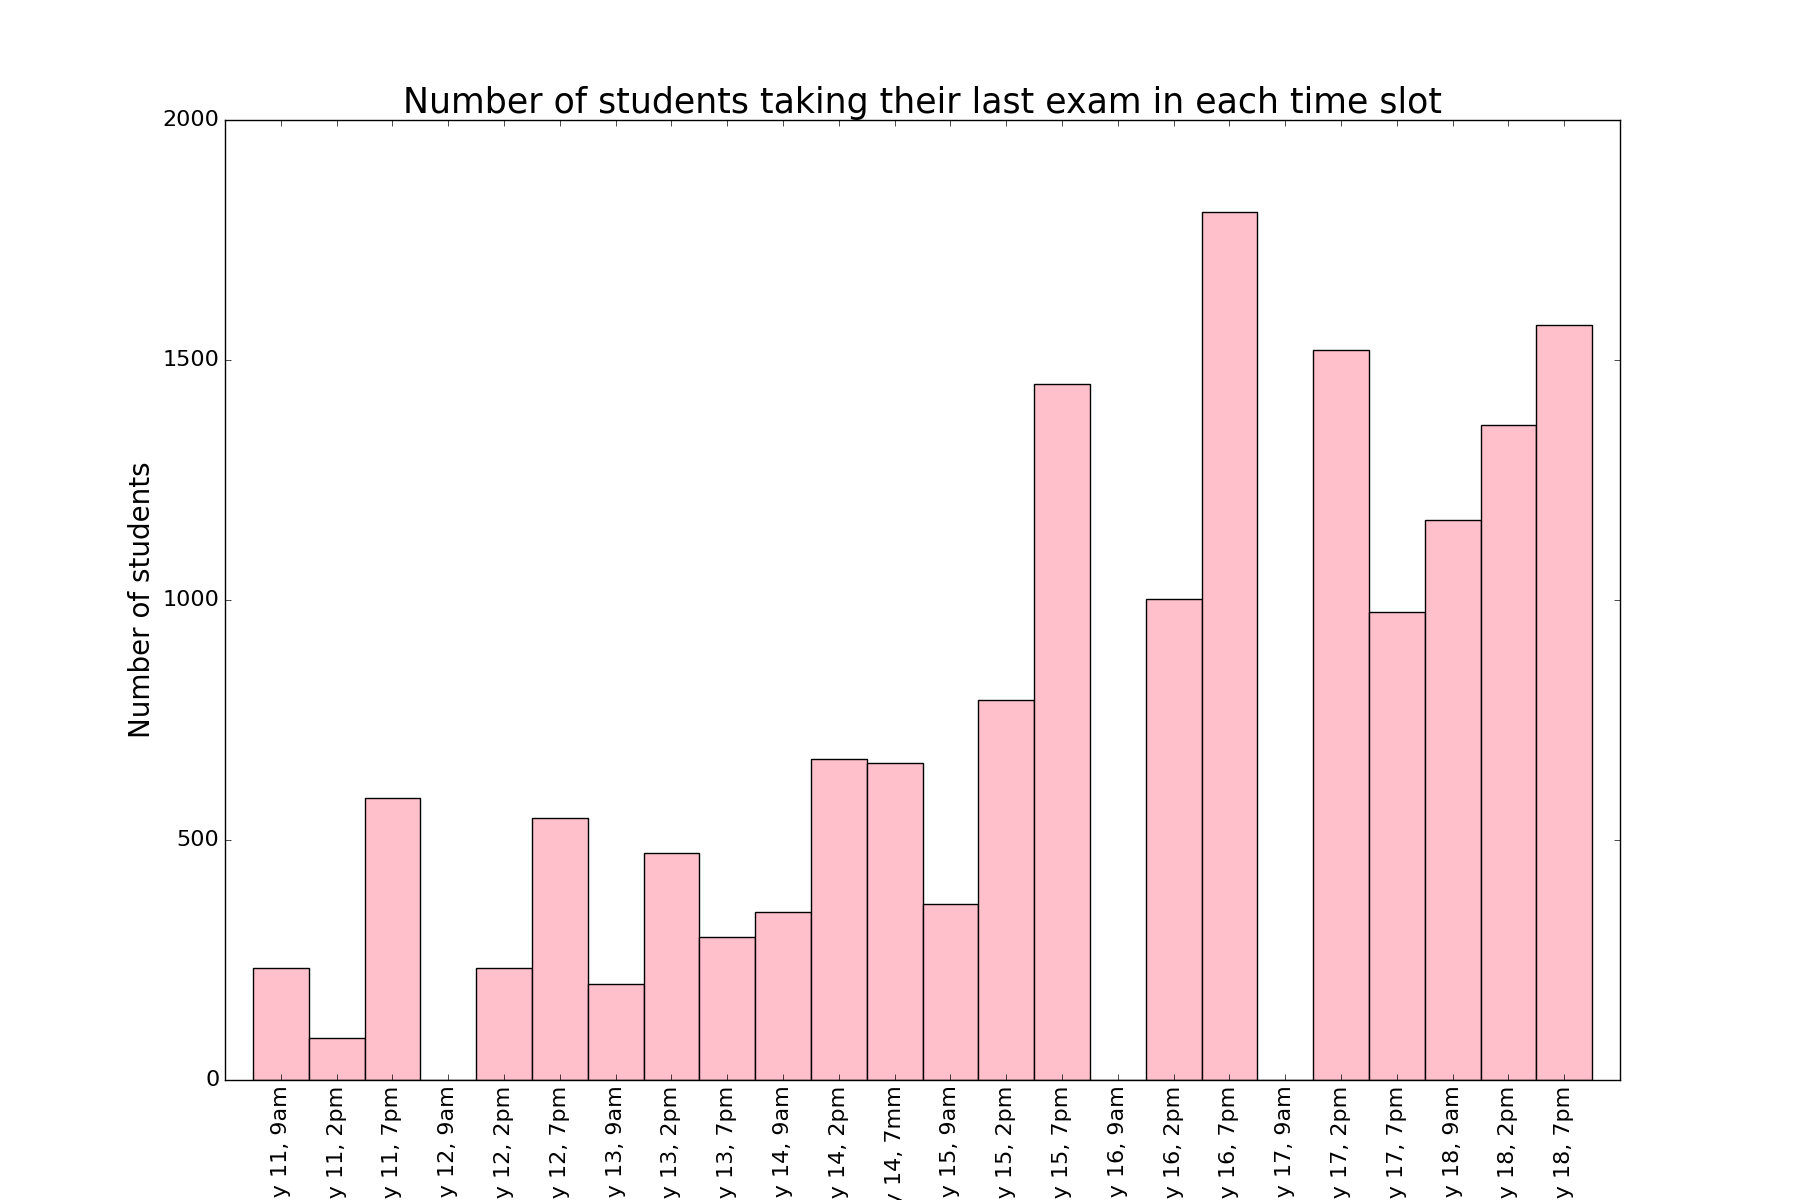 Number of students taking their last exam in each time slot
Number of students
2000
1500
1000
500
0
y 11, 9am
y 11, 2pm
y 11, 7pm
y 12, 9am
y 12, 2pm
y 12, 7pm
y 13, 9am
y 13, 2pm
y 13, 7pm
y 14, 9am
y 14, 2pm
y 14, 7mm
y 15, 9am
y 15, 2pm
y 15, 7pm
y 16, 9am
y 16, 2pm
y 16, 7pm
y 17, 9am
y 17, 2pm
y 17, 7pm
y 18, 9am
y 18, 2pm
y 18, 7pm